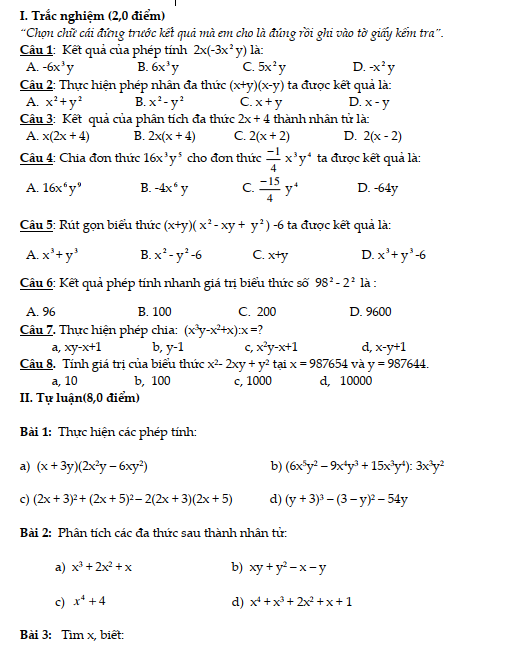 I. Trắc nghiệm (2,0 điểm)
"Chọn chữ cái đứng trước kết quả mà em cho là đúng rồi ghi vào tờ giấy kểm tra".
Câu 1: Kết quả của phép tính 2x(-3x²y) là:
A. -6x³y B. 6x³y C. 5x²y D. -x²y
Câu 2: Thực hiện phép nhân đa thức (x+y)(x-y) ta được kết quả là:
A. x²+y² B. x²-y² C. x + y D. x - y
Câu 3: Kết quả của phân tích đa thức 2x + 4 thành nhân tử là:
A. x(2x + 4) B. 2x(x + 4) C. 2(x + 2) D. 2(x - 2)
Câu 4: Chia đơn thức 16x³y⁵ cho đơn thức -1/4 x³y⁴ ta được kết quả là:
A. 16x⁶y⁹ B. -4x⁶y C. -15/4 y⁴ D. -64y
Câu 5: Rút gọn biểu thức (x+y)(x²-xy+ y²) -6 ta được kết quả là:
A. x³+y³ B. x²-y²-6 C. x+y D. x³+y³-6
Câu 6: Kết quả phép tính nhanh giá trị biểu thức số 98²-2² là :
A. 96 B. 100 C. 200 D. 9600
Câu 7. Thực hiện phép chia: (x³y-x²+x):x =?
a, xy-x+1 b, y-1 c, x²y-x+1 d, x-y+1
Câu 8. Tính giá trị của biểu thức x²- 2xy + y² tại x = 987654 và y = 987644.
a, 10 b, 100 c, 1000 d, 10000
II. Tự luận(8,0 điểm)
Bài 1: Thực hiện các phép tính:
a) (x + 3y)(2x²y – 6xy²) b) (6x⁵y² – 9x⁴y³ + 15x³y⁴): 3x³y²
c) (2x + 3)² + (2x + 5)² – 2(2x + 3)(2x + 5) d) (y + 3)³ – (3 – y)² – 54y
Bài 2: Phân tích các đa thức sau thành nhân tử:
a) x³ + 2x² + x b) xy + y² – x – y
c) x⁴ + 4 d) x⁴ + x³ + 2x² + x + 1
Bài 3: Tìm x, biết: